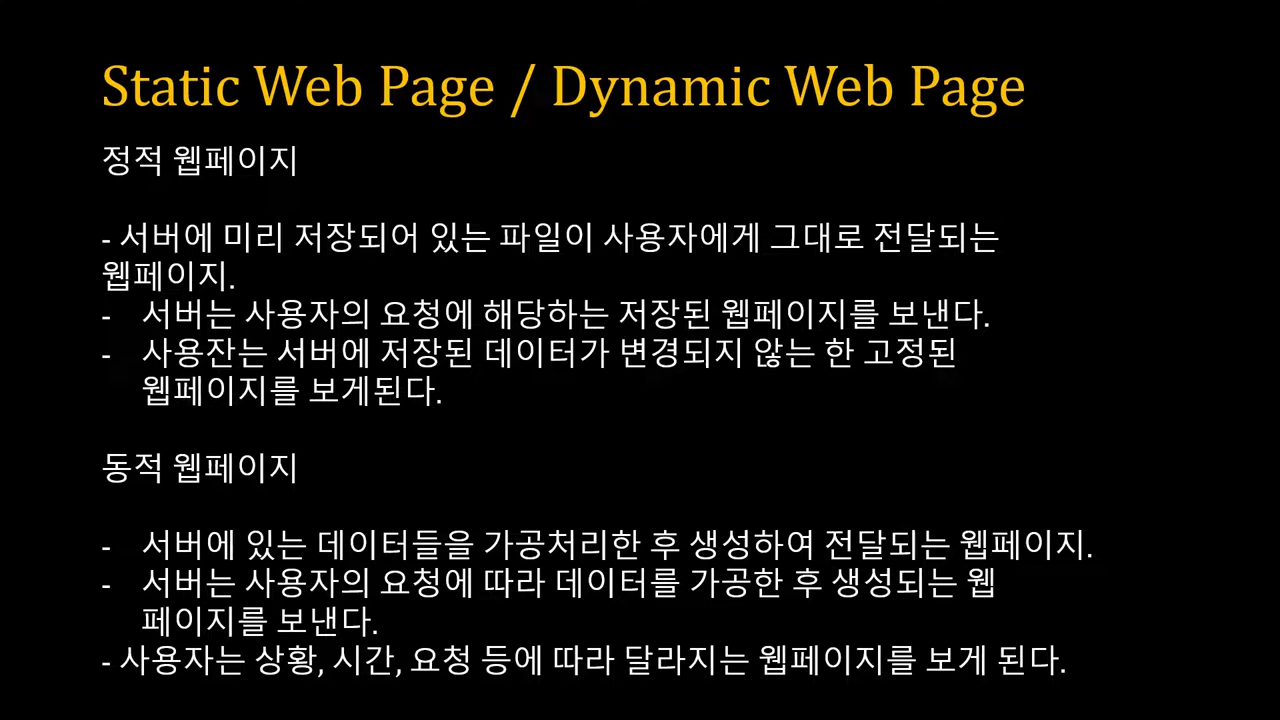 Static Web Page / Dynamic Web Page
정적 웹페이지
- 서버에 미리 저장되어 있는 파일이 사용자에게 그대로 전달되는
웹페이지.
- 서버는 사용자의 요청에 해당하는 저장된 웹페이지를 보낸다.
- 사용잔는 서버에 저장된 데이터가 변경되지 않는 한 고정된
웹페이지를 보게된다.
동적 웹페이지
- 서버에 있는 데이터들을 가공처리한 후 생성하여 전달되는 웹페이지.
- 서버는 사용자의 요청에 따라 데이터를 가공한 후 생성되는 웹
페이지를 보낸다.
- 사용자는 상황, 시간, 요청 등에 따라 달라지는 웹페이지를 보게 된다.